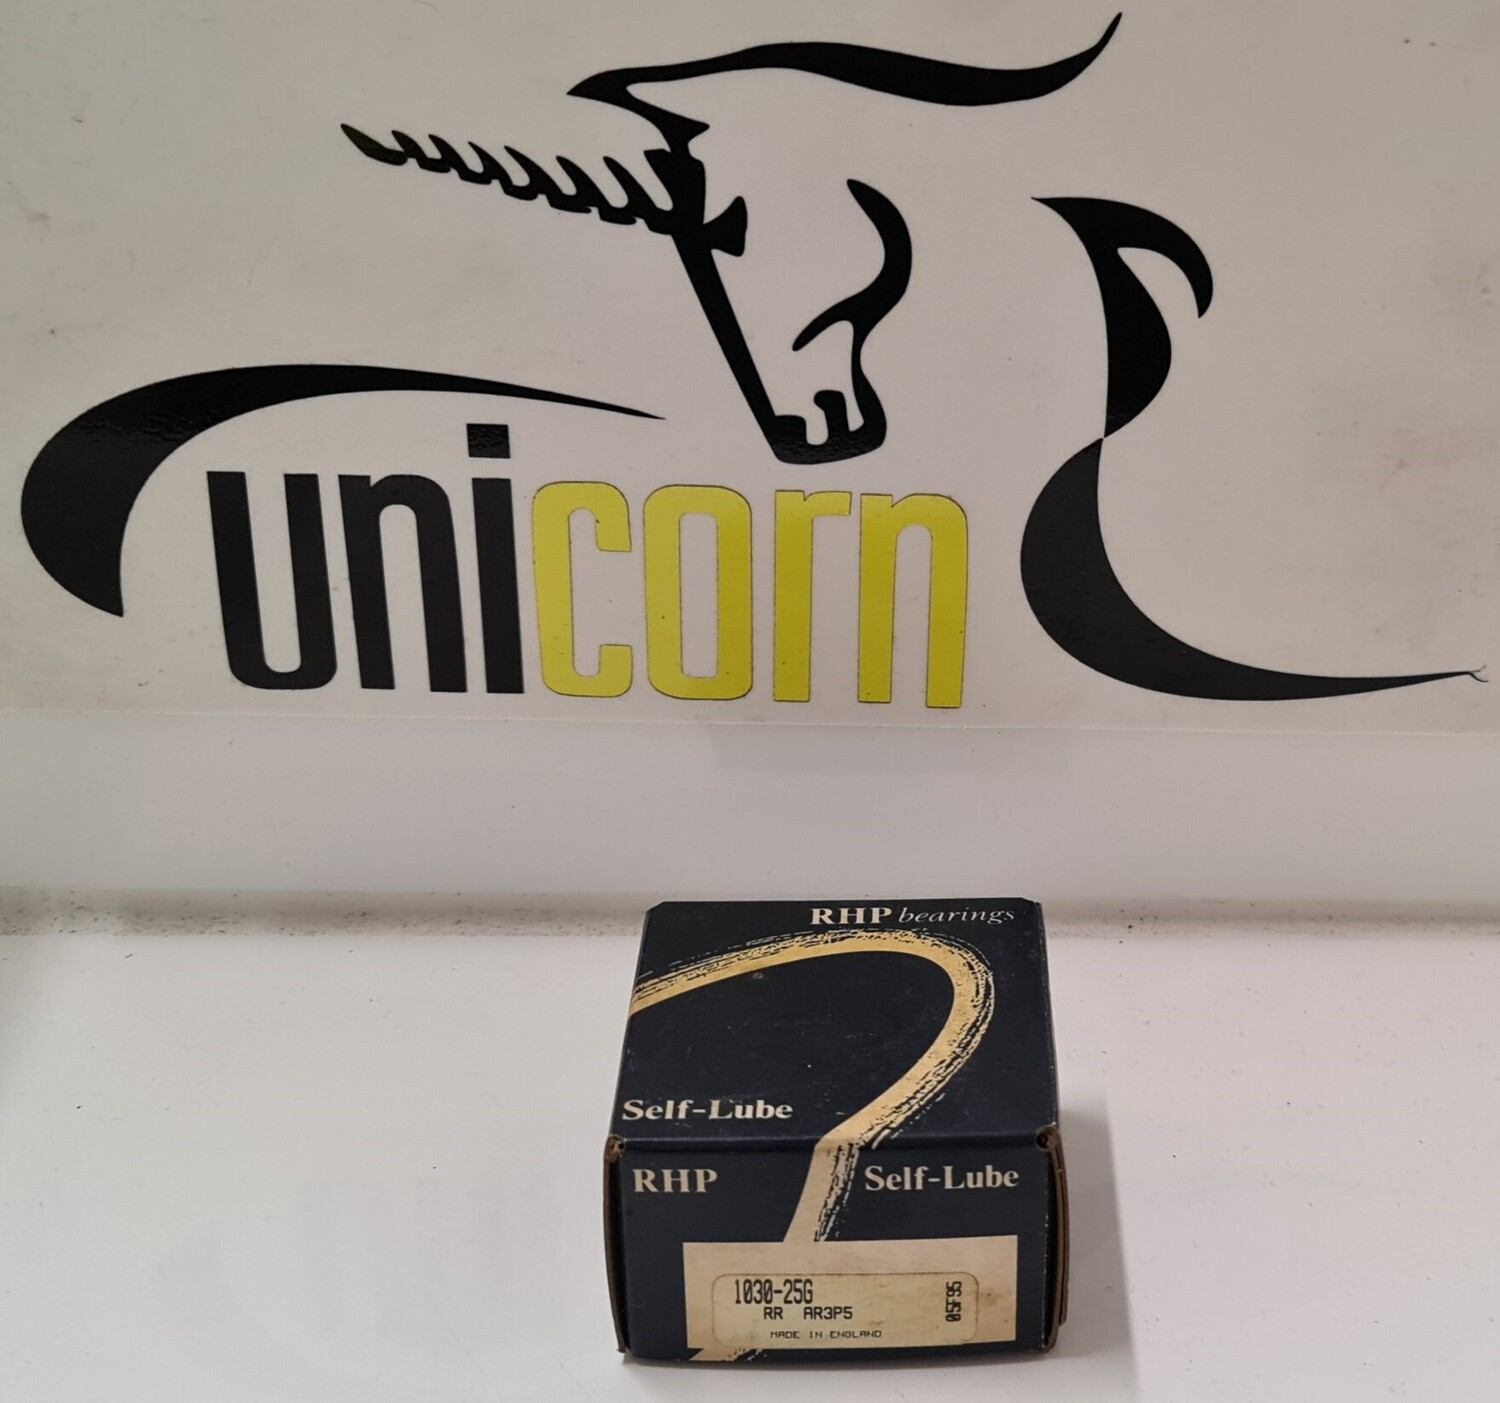 unicorn
RHP bearings
Self-Lube
RHP Self-Lube
1030-25G
RR AR3P5
MADE IN ENGLAND
05F95